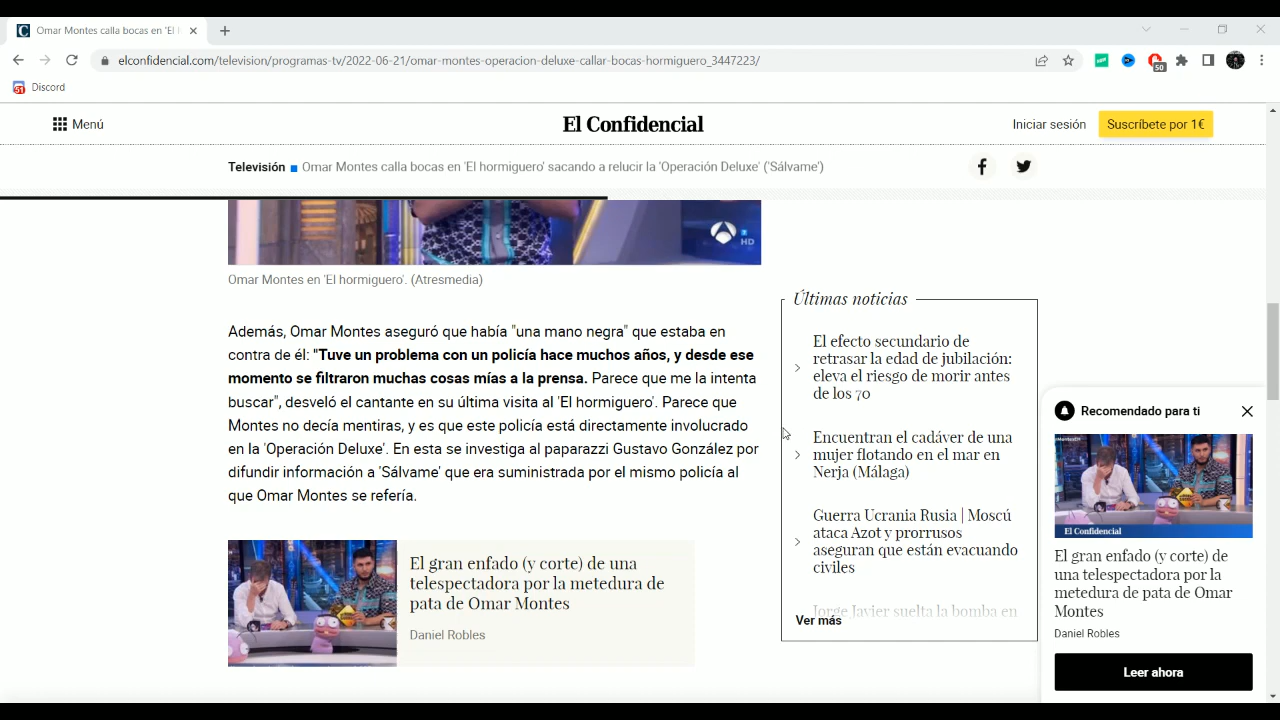 Omar Montes calla bocas en 'El
elconfidencial.com/television/programas-tv/2022-06-21/omar-montes-operacion-deluxe-callar-bocas-hormiguero_3447223/
50
51 Discord
Menú
El Confidencial
Iniciar sesión
Suscríbete por 1€
Televisión Omar Montes calla bocas en 'El hormiguero' sacando a relucir la 'Operación Deluxe' ('Sálvame')
HD
Omar Montes en 'El hormiguero'. (Atresmedia)
Además, Omar Montes aseguró que había "una mano negra" que estaba en
contra de él: "Tuve un problema con un policía hace muchos años, y desde ese
momento se filtraron muchas cosas mías a la prensa. Parece que me la intenta
buscar", desveló el cantante en su última visita al 'El hormiguero'. Parece que
Montes no decía mentiras, y es que este policía está directamente involucrado
en la 'Operación Deluxe'. En esta se investiga al paparazzi Gustavo González por
difundir información a 'Sálvame' que era suministrada por el mismo policía al
que Omar Montes se refería.
El gran enfado (y corte) de una
telespectadora por la metedura de
pata de Omar Montes
Daniel Robles
Últimas noticias
El efecto secundario de
retrasar la edad de jubilación:
eleva el riesgo de morir antes
de los 70
Encuentran el cadáver de una
mujer flotando en el mar en
Nerja (Málaga)
Guerra Ucrania Rusia | Moscú
ataca Azot y prorrusos
aseguran que están evacuando
civiles
Jorge Javier suelta la bomba en
Ver más
Recomendado para ti
El Confidencial
El gran enfado (y corte) de
una telespectadora por la
metedura de pata de Omar
Montes
Daniel Robles
Leer ahora